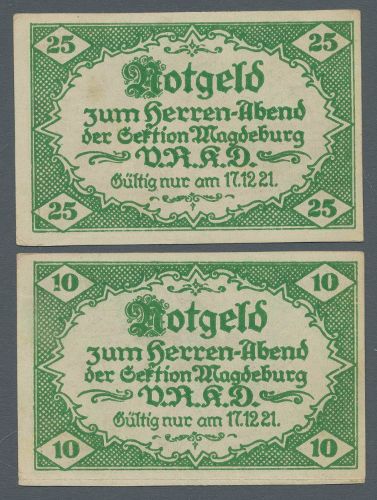 25 25
Notgeld
zum Herren-Abend
der Sektion Magdeburg
V.R.K.D.
Gültig nur am 17.12.21.
25 25
10 10
Notgeld
zum Herren-Abend
der Sektion Magdeburg
V.R.K.D.
Gültig nur am 17.12.21.
10 10